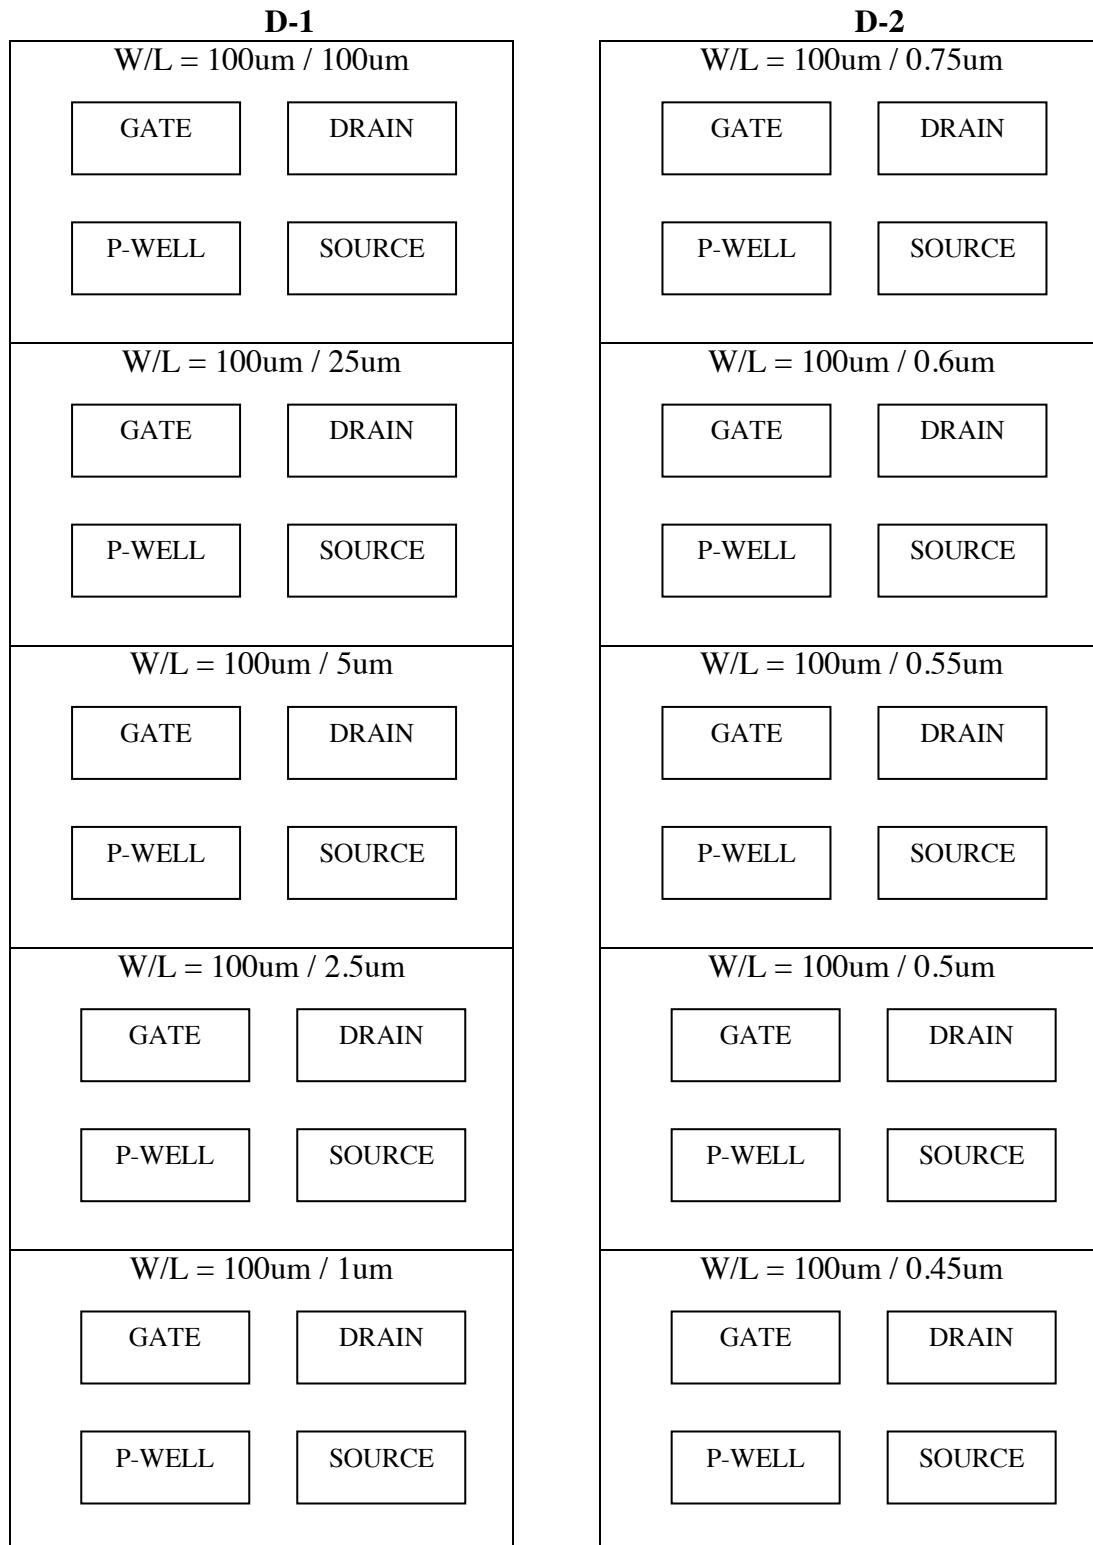 D-1
W/L = 100um / 100um
GATE DRAIN
P-WELL SOURCE
W/L = 100um / 25um
GATE DRAIN
P-WELL SOURCE
W/L = 100um / 5um
GATE DRAIN
P-WELL SOURCE
W/L = 100um / 2.5um
GATE DRAIN
P-WELL SOURCE
W/L = 100um / 1um
GATE DRAIN
P-WELL SOURCE
D-2
W/L = 100um / 0.75um
GATE DRAIN
P-WELL SOURCE
W/L = 100um / 0.6um
GATE DRAIN
P-WELL SOURCE
W/L = 100um / 0.55um
GATE DRAIN
P-WELL SOURCE
W/L = 100um / 0.5um
GATE DRAIN
P-WELL SOURCE
W/L = 100um / 0.45um
GATE DRAIN
P-WELL SOURCE